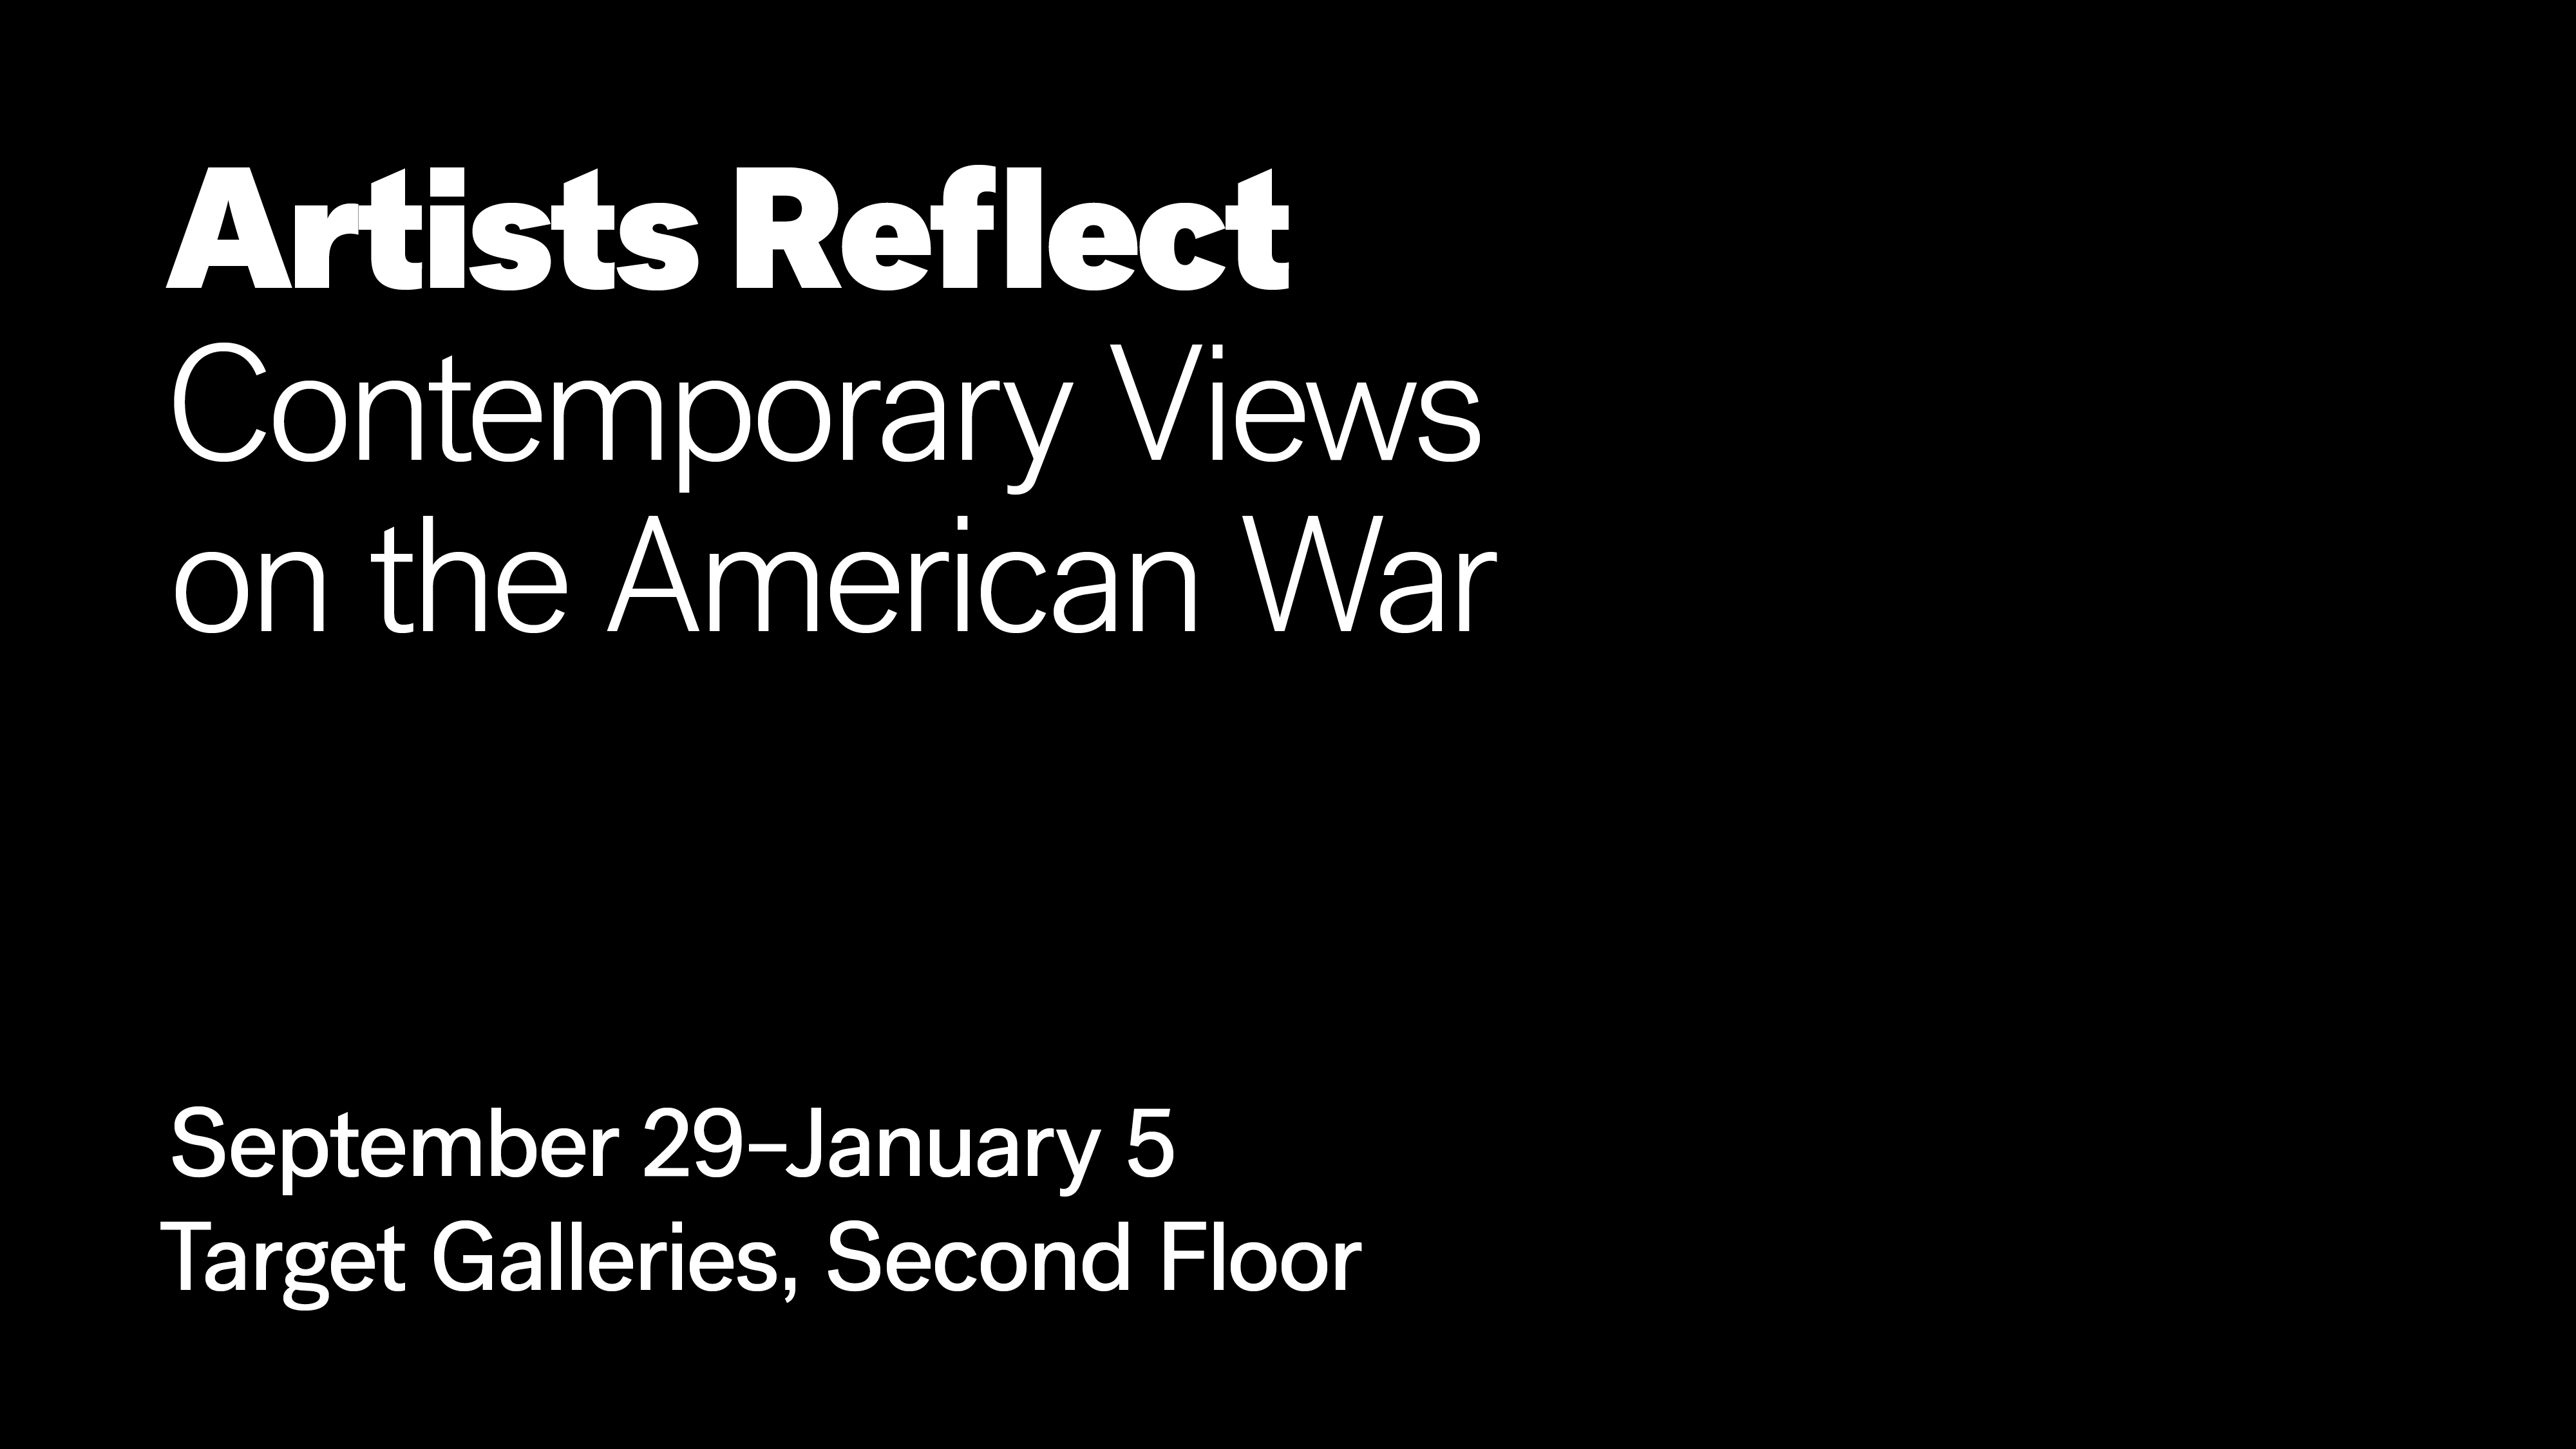 Artists Reflect
Contemporary Views
on the American War
September 29–January 5
Target Galleries, Second Floor